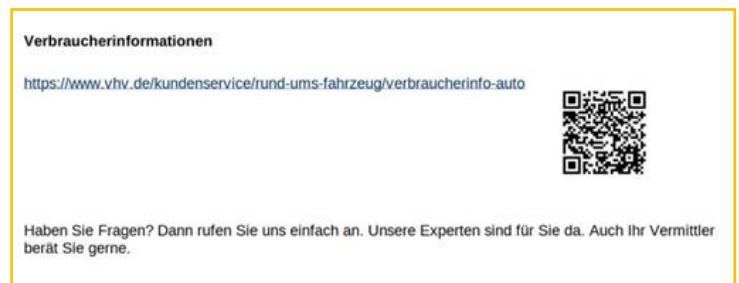 Verbraucherinformationen
https://www.vhv.de/kundenservice/rund-ums-fahrzeug/verbraucherinfo-auto
Haben Sie Fragen? Dann rufen Sie uns einfach an. Unsere Experten sind für Sie da. Auch Ihr Vermittler
berät Sie gerne.